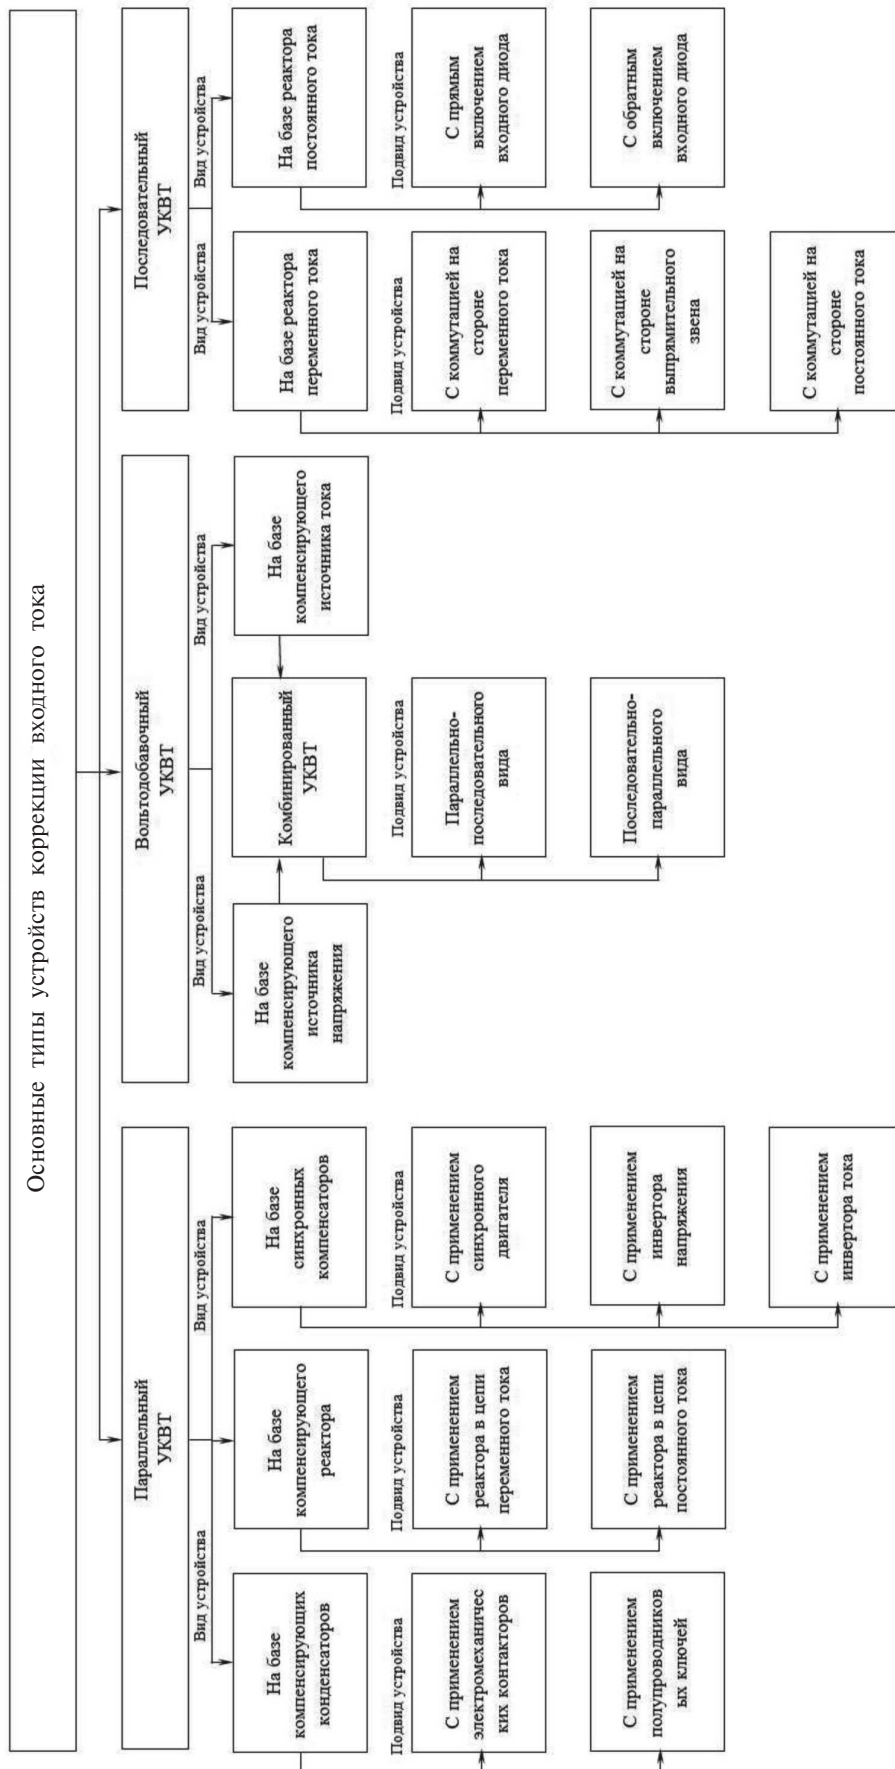 Основные типы устройств коррекции входного тока
Параллельный
УКВТ
Вид устройства
Вид устройства
На базе
компенсирующих
конденсаторов
Подвид устройства
С применением
электромеханичес
ких контакторов
С применением
полупроводников
ых ключей
На базе
компенсирующего
реактора
Подвид устройства
С применением
реактора в цепи
переменного тока
С применением
реактора в цепи
постоянного тока
На базе
синхронных
компенсаторов
Подвид устройства
С применением
синхронного
двигателя
С применением
инвертора
напряжения
С применением
инвертора тока
Вольтодобавочный
УКВТ
Вид устройства
Вид устройства
На базе
компенсирующего
источника
напряжения
Комбинированный
УКВТ
Подвид устройства
Параллельно-
последовательного
вида
Последовательно-
параллельного
вида
На базе
компенсирующего
источника тока
Последовательный
УКВТ
Вид устройства
Вид устройства
На базе реактора
переменного тока
Подвид устройства
С коммутацией на
стороне
переменного тока
С коммутацией на
стороне
выпрямительного
звена
С коммутацией на
стороне
постоянного тока
На базе реактора
постоянного тока
Подвид устройства
С прямым
включением
входного диода
С обратным
включением
входного диода